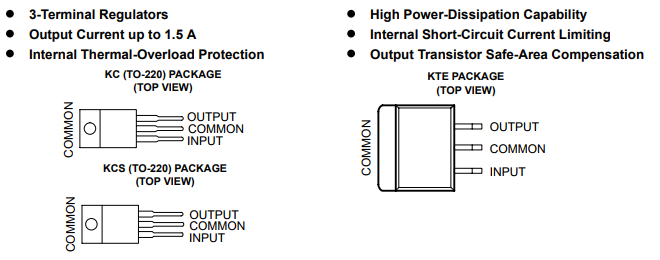 ● 3-Terminal Regulators
● Output Current up to 1.5 A
● Internal Thermal-Overload Protection
● High Power-Dissipation Capability
● Internal Short-Circuit Current Limiting
● Output Transistor Safe-Area Compensation
KC (TO-220) PACKAGE
(TOP VIEW)
COMMON
OUTPUT
COMMON
INPUT
KCS (TO-220) PACKAGE
(TOP VIEW)
COMMON
OUTPUT
COMMON
INPUT
KTE PACKAGE
(TOP VIEW)
COMMON
OUTPUT
COMMON
INPUT